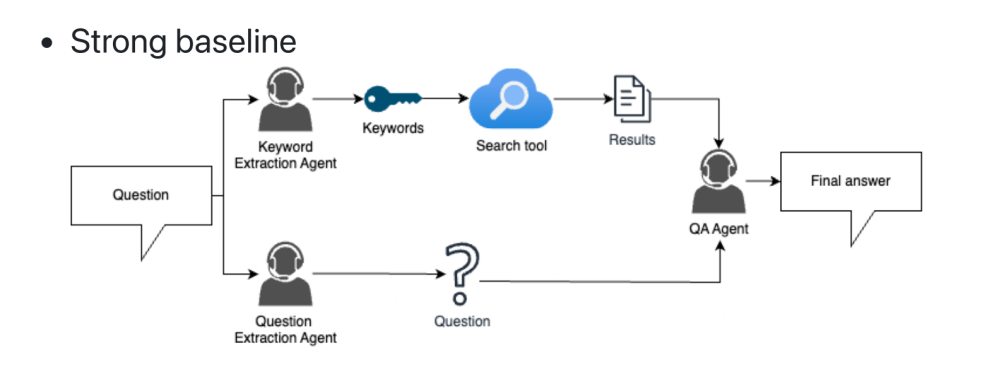 • Strong baseline
Question
Keyword
Extraction Agent
Keywords
Search tool
Results
Question
Extraction Agent
Question
QA Agent
Final answer